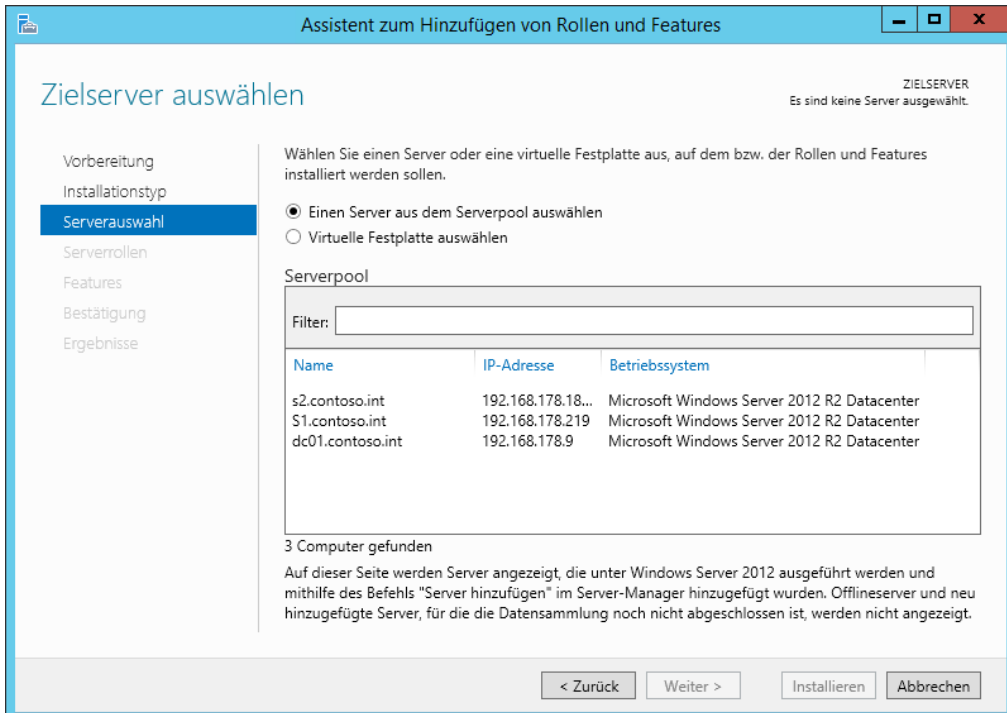 Assistent zum Hinzufügen von Rollen und Features
Zielserver auswählen
ZIELSERVER
Es sind keine Server ausgewählt.
Vorbereitung
Installationstyp
Serverauswahl
Serverrollen
Features
Bestätigung
Ergebnisse
Wählen Sie einen Server oder eine virtuelle Festplatte aus, auf dem bzw. der Rollen und Features
installiert werden sollen.
Einen Server aus dem Serverpool auswählen
Virtuelle Festplatte auswählen
Serverpool
Filter:
Name IP-Adresse Betriebssystem
s2.contoso.int 192.168.178.18... Microsoft Windows Server 2012 R2 Datacenter
S1.contoso.int 192.168.178.219 Microsoft Windows Server 2012 R2 Datacenter
dc01.contoso.int 192.168.178.9 Microsoft Windows Server 2012 R2 Datacenter
3 Computer gefunden
Auf dieser Seite werden Server angezeigt, die unter Windows Server 2012 ausgeführt werden und
mithilfe des Befehls "Server hinzufügen" im Server-Manager hinzugefügt wurden. Offlineserver und neu
hinzugefügte Server, für die die Datensammlung noch nicht abgeschlossen ist, werden nicht angezeigt.
< Zurück Weiter > Installieren Abbrechen